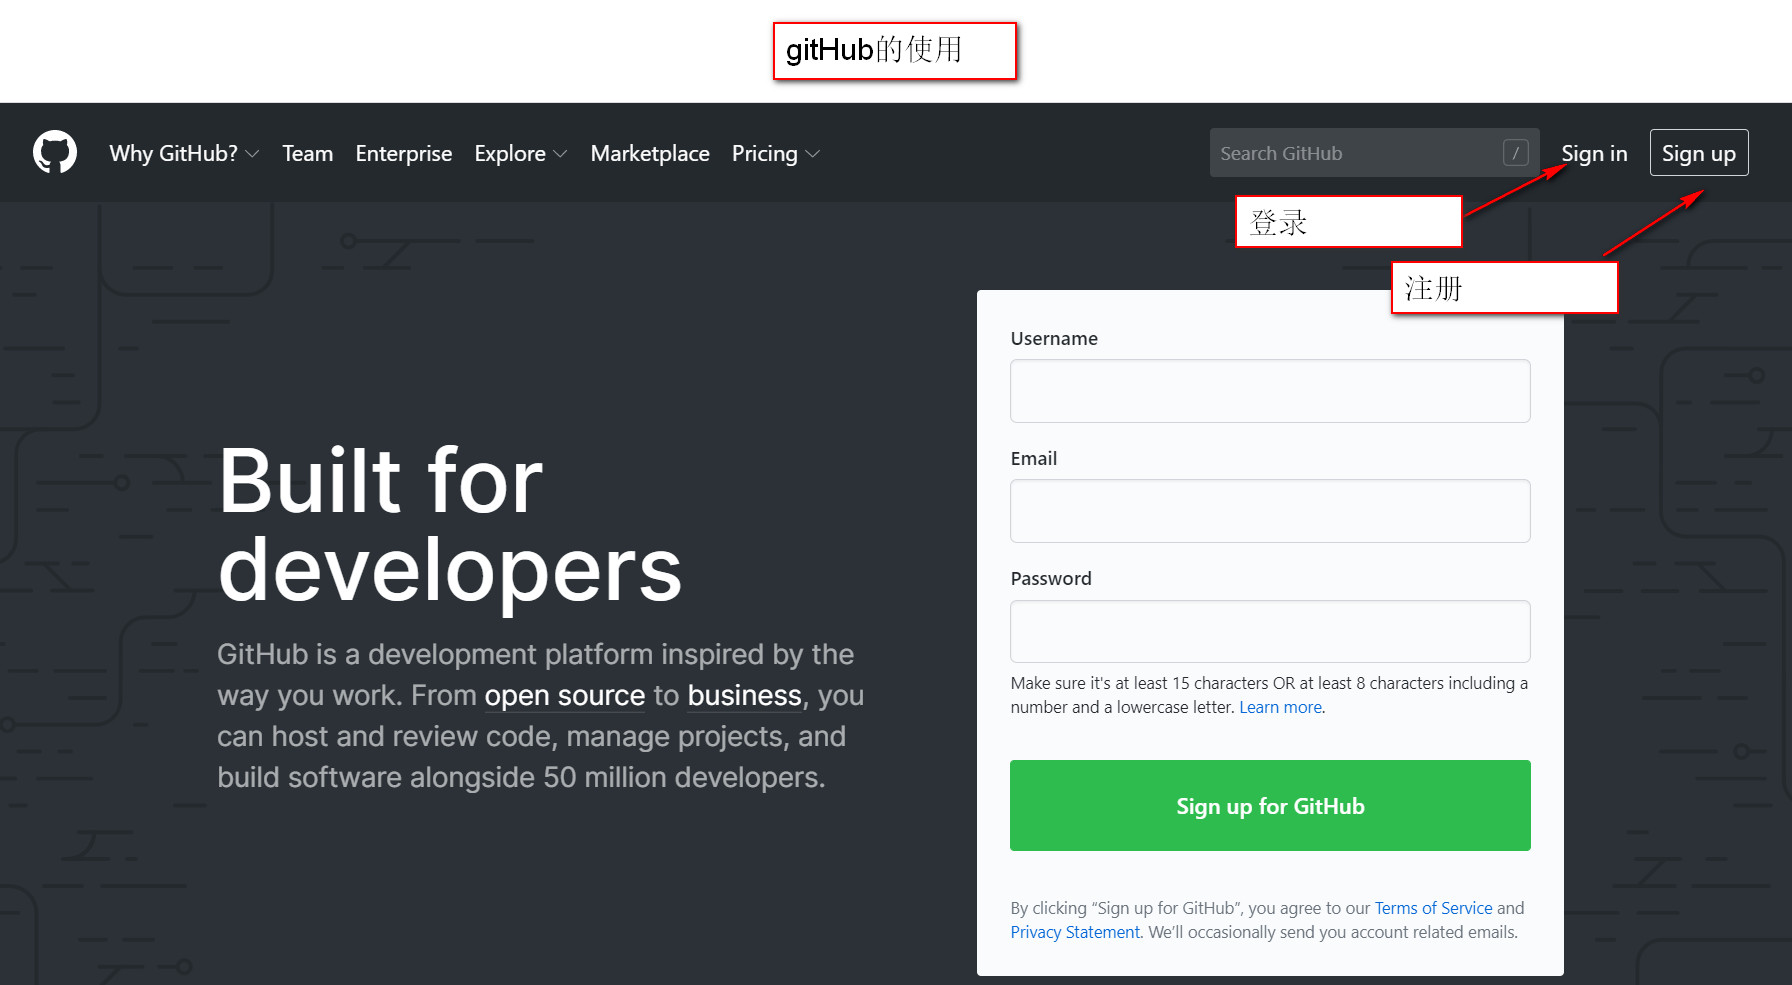 gitHub的使用
Why GitHub? Team Enterprise Explore Marketplace Pricing Search GitHub / Sign in Sign up
登录
注册
Username
Email
Password
Make sure it's at least 15 characters OR at least 8 characters including a
number and a lowercase letter. Learn more.
Sign up for GitHub
By clicking “Sign up for GitHub”, you agree to our Terms of Service and
Privacy Statement. We’ll occasionally send you account related emails.
Built for
developers
GitHub is a development platform inspired by the
way you work. From open source to business, you
can host and review code, manage projects, and
build software alongside 50 million developers.